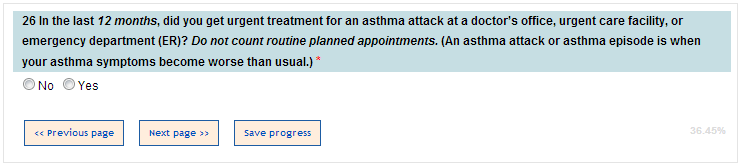 26 In the last 12 months, did you get urgent treatment for an asthma attack at a doctor's office, urgent care facility, or
emergency department (ER)? Do not count routine planned appointments. (An asthma attack or asthma episode is when
your asthma symptoms become worse than usual.) *
No Yes
<< Previous page Next page >> Save progress 36.45%